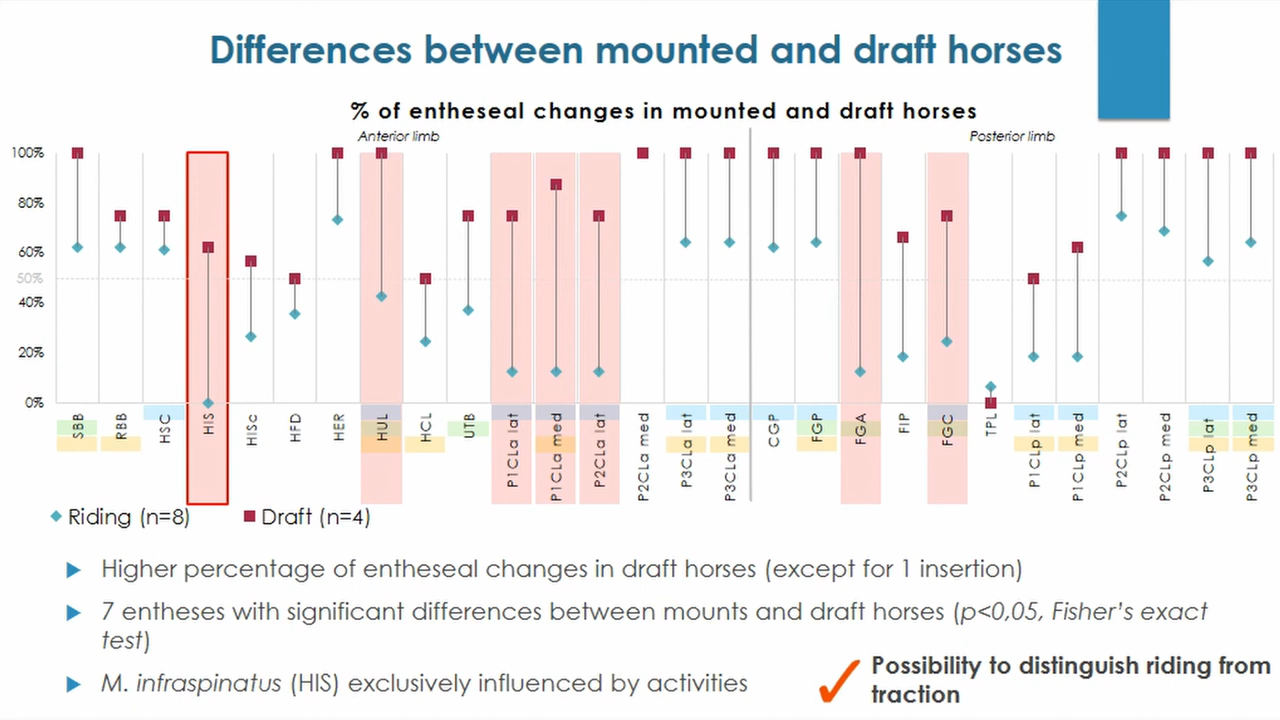 Differences between mounted and draft horses
% of entheseal changes in mounted and draft horses
Anterior limb
Posterior limb
100%
80%
60%
50%
40%
20%
0%
SBB
RBB
HSC
HIS
HISc
HFD
HER
HUL
HCL
UTB
P1CLa lat
P1CLa med
P2CLa lat
P2CLa med
P3CLa lat
P3CLa med
CGP
FGP
FGA
FIP
FGC
TPL
P1CLp lat
P1CLp med
P2CLp lat
P2CLp med
P3CLp lat
P3CLp med
Riding (n=8)
Draft (n=4)
Higher percentage of entheseal changes in draft horses (except for 1 insertion)
7 entheses with significant differences between mounts and draft horses (p<0,05, Fisher's exact
test)
M. infraspinatus (HIS) exclusively influenced by activities
Possibility to distinguish riding from
traction